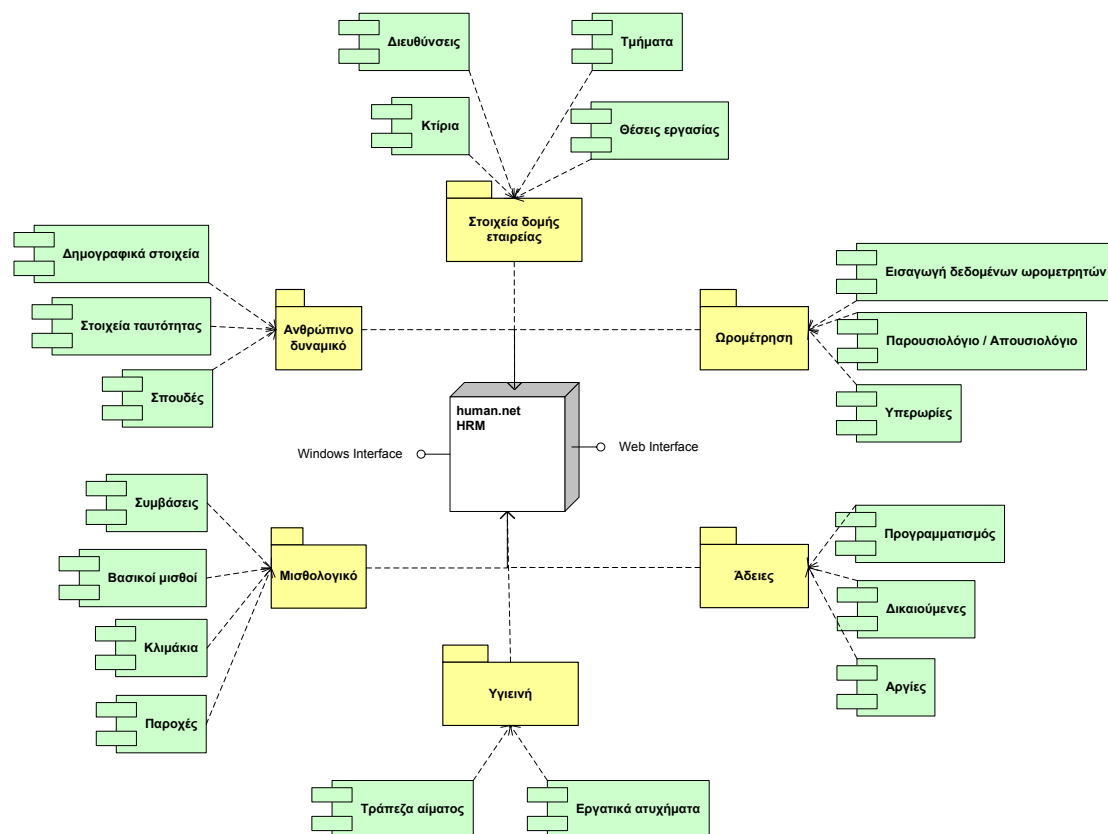 Διευθύνσεις
Τμήματα
Κτίρια
Θέσεις εργασίας
Στοιχεία δομής
εταιρείας
Δημογραφικά στοιχεία
Στοιχεία ταυτότητας
Σπουδές
Ανθρώπινο
δυναμικό
Ωρομέτρηση
Εισαγωγή δεδομένων ωρομετρητών
Παρουσιολόγιο / Απουσιολόγιο
Υπερωρίες
human.net
HRM
Windows Interface
Web Interface
Συμβάσεις
Βασικοί μισθοί
Κλιμάκια
Παροχές
Μισθολογικό
Άδειες
Προγραμματισμός
Δικαιούμενες
Αργίες
Υγιεινή
Τράπεζα αίματος
Εργατικά ατυχήματα